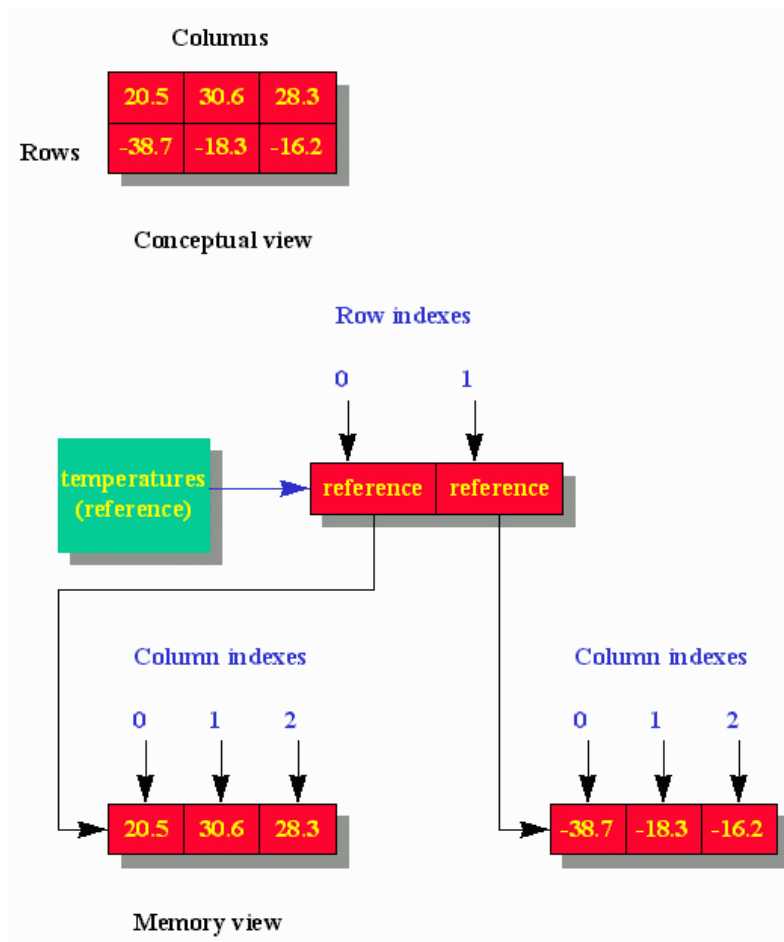 Columns
20.5 30.6 28.3
Rows
-38.7 -18.3 -16.2
Conceptual view
Row indexes
0 1
temperatures
(reference)
reference reference
Column indexes
0 1 2
20.5 30.6 28.3
Column indexes
0 1 2
-38.7 -18.3 -16.2
Memory view